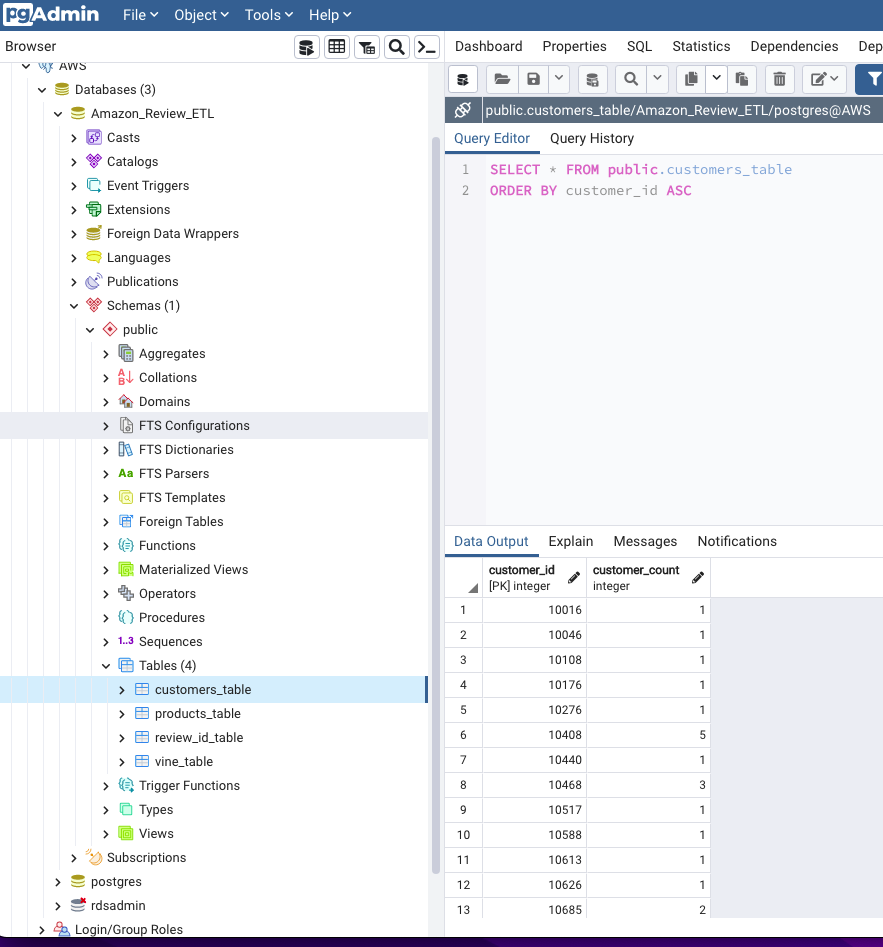 pgAdmin File Object Tools Help
Browser
Dashboard Properties SQL Statistics Dependencies Dep
AWS
Databases (3)
Amazon_Review_ETL
Casts
Catalogs
Event Triggers
Extensions
Foreign Data Wrappers
Languages
Publications
Schemas (1)
public
Aggregates
Collations
Domains
FTS Configurations
FTS Dictionaries
Aa FTS Parsers
FTS Templates
Foreign Tables
Functions
Materialized Views
Operators
Procedures
1..3 Sequences
Tables (4)
customers_table
products_table
review_id_table
vine_table
Trigger Functions
Types
Views
Subscriptions
postgres
rdsadmin
Login/Group Roles
public.customers_table/Amazon_Review_ETL/postgres@AWS
Query Editor Query History
1 SELECT * FROM public.customers_table
2 ORDER BY customer_id ASC
Data Output Explain Messages Notifications
customer_id customer_count
[PK] integer integer
1 10016 1
2 10046 1
3 10108 1
4 10176 1
5 10276 1
6 10408 5
7 10440 1
8 10468 3
9 10517 1
10 10588 1
11 10613 1
12 10626 1
13 10685 2